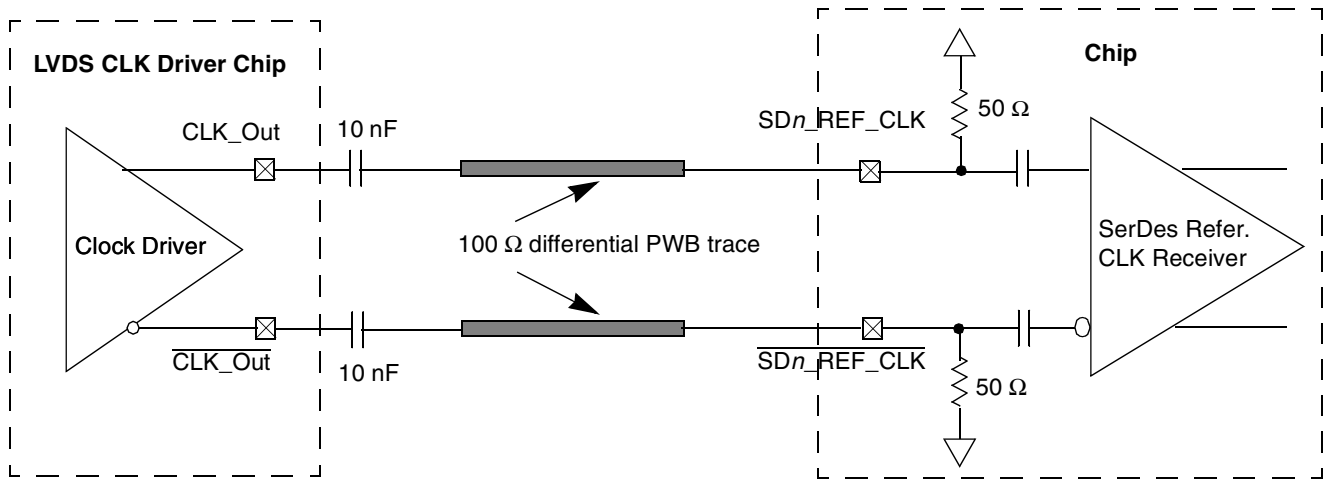 LVDS CLK Driver Chip
Chip
CLK_Out
10 nF
SDn_REF_CLK
50 Ω
Clock Driver
100 Ω differential PWB trace
SerDes Refer.
CLK Receiver
CLK_Out
10 nF
SDn_REF_CLK
50 Ω